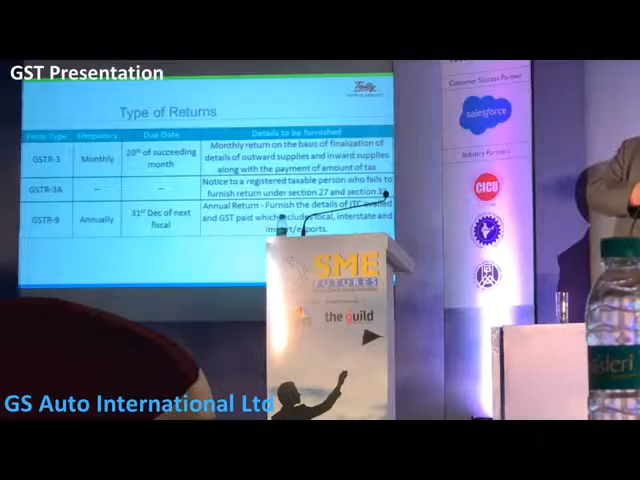 GST Presentation
Tally
Type of Returns
Frequency
Due Date
Details to be furnished
GSTR-3
Monthly
20th of succeeding
month
Monthly return on the basis of finalization of
details of outward supplies and inward supplies
along with the payment of amount of tax
GSTR-3A
--
--
Notice to a registered taxable person who fails to
furnish return under section 27 and section
GSTR-9
Annually
31st Dec of next
fiscal
Annual Return - Furnish the details of ITC availed
and GST paid which includes local, interstate and
import/exports.
Customer Success Partner
salesforce
Industry Partners
CICU
SME
FUTURES
the guild
GS Auto International Ltd